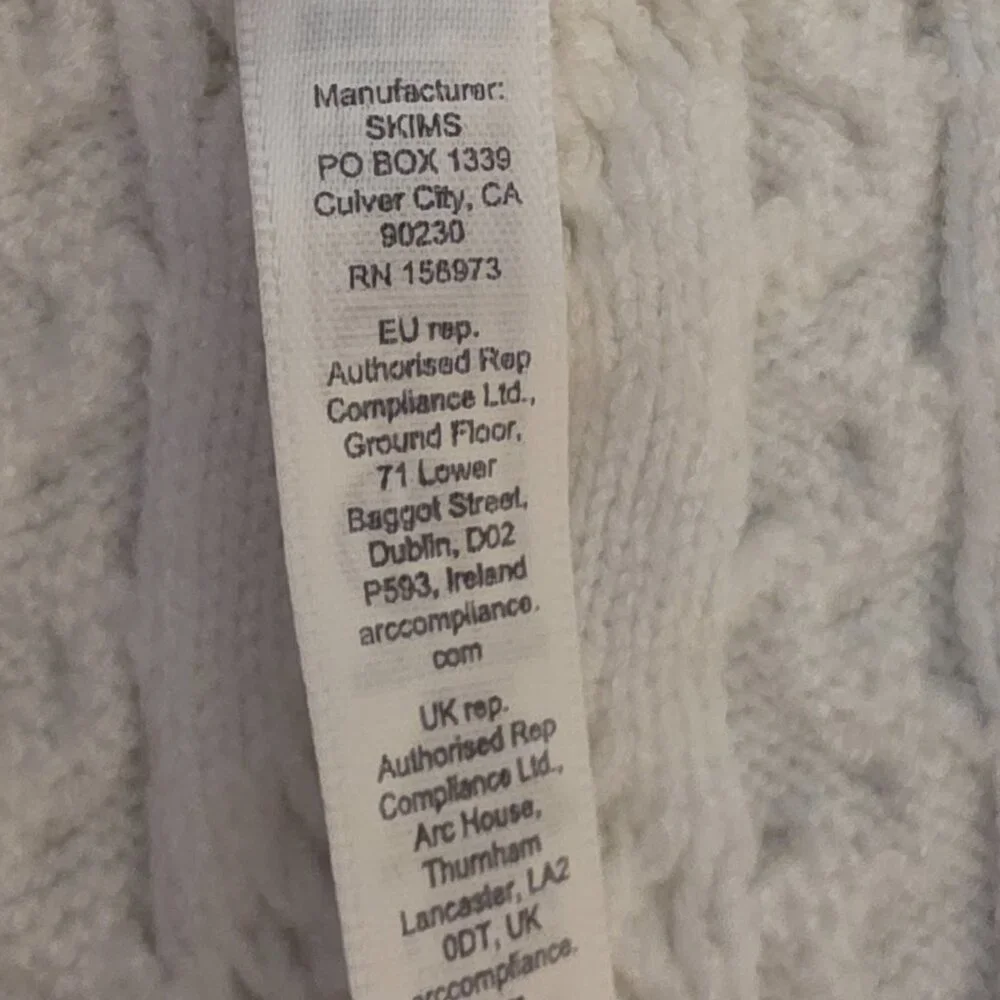 Manufacturer:
SKIMS
PO BOX 1339
Culver City, CA
90230
RN 156973
EU rep.
Authorised Rep
Compliance Ltd.,
Ground Floor,
71 Lower
Baggot Street,
Dublin, D02
P593, Ireland
arccompliance.
com
UK rep.
Authorised Rep
Compliance Ltd.,
Arc House,
Thurnham
Lancaster, LA2
0DT, UK
arccompliance.